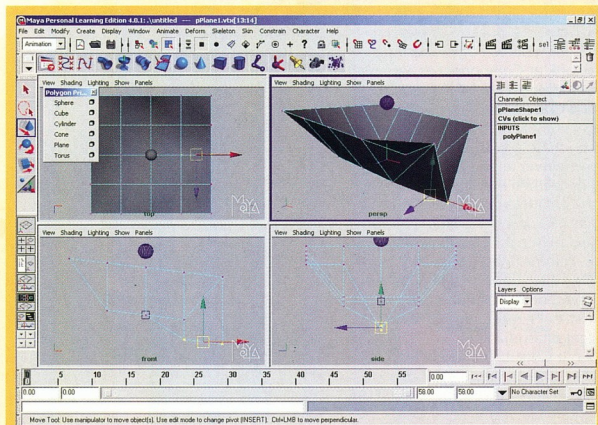 Maya Personal Learning Edition 4.0.1: .\untitled --- pPlane1.vtx[13:14]
File Edit Modify Create Display Window Animate Deform Skeleton Skin Constrain Character Help
Animation
sel
View Shading Lighting Show Panels
Polygon Pri...
Sphere
Cube
Cylinder
Cone
Plane
Torus
top
View Shading Lighting Show Panels
persp
View Shading Lighting Show Panels
front
View Shading Lighting Show Panels
side
Channels Object
pPlaneShape1
CVs (click to show)
INPUTS
polyPlane1
Layers Options
Display
5 10 15 20 25 30 35 40 45 50 55
0.00
0.00 0.00 58.00 58.00 No Character Set
Move Tool: Use manipulator to move object(s). Use edit mode to change pivot (INSERT). Ctrl+LMB to move perpendicular.